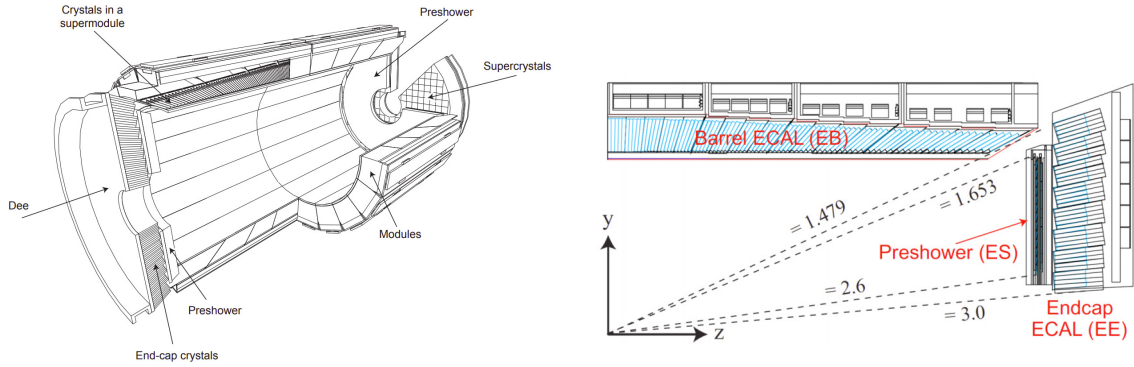 Crystals in a
supermodule
Preshower
Supercrystals
Dee
Modules
Preshower
End-cap crystals
Barrel ECAL (EB)
= 1.653
= 1.479
y
Preshower (ES)
= 2.6
= 3.0
z
Endcap
ECAL (EE)